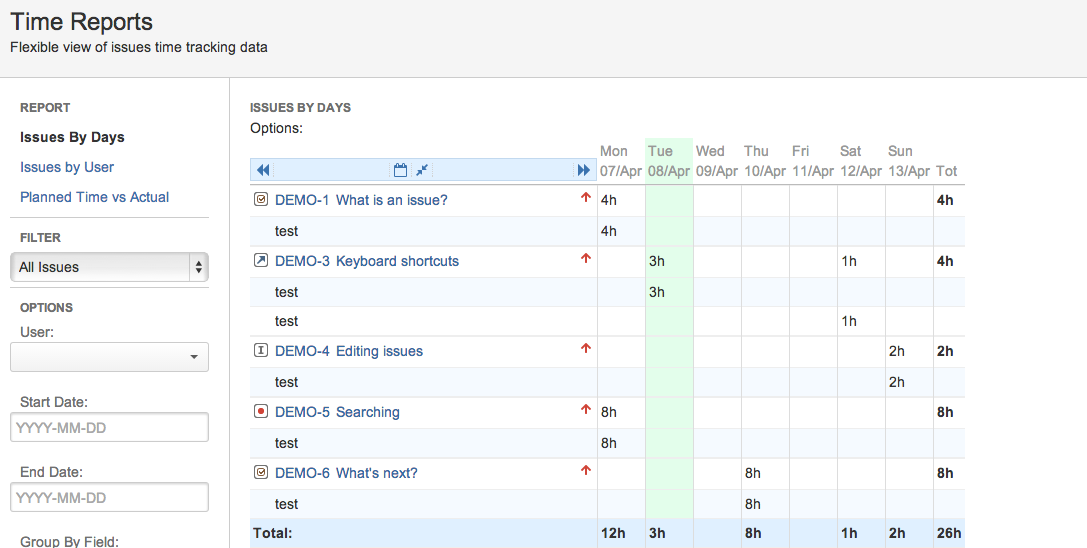 Time Reports
Flexible view of issues time tracking data
REPORT
Issues By Days
Issues by User
Planned Time vs Actual
FILTER
All Issues
OPTIONS
User:
Start Date:
YYYY-MM-DD
End Date:
YYYY-MM-DD
Group By Field:
ISSUES BY DAYS
Options:
Mon Tue Wed Thu Fri Sat Sun
07/Apr 08/Apr 09/Apr 10/Apr 11/Apr 12/Apr 13/Apr Tot
DEMO-1 What is an issue? 4h 4h
test 4h
DEMO-3 Keyboard shortcuts 3h 1h 4h
test 3h
test 1h
DEMO-4 Editing issues 2h 2h
test 2h
DEMO-5 Searching 8h 8h
test 8h
DEMO-6 What's next? 8h 8h
test 8h
Total: 12h 3h 8h 1h 2h 26h